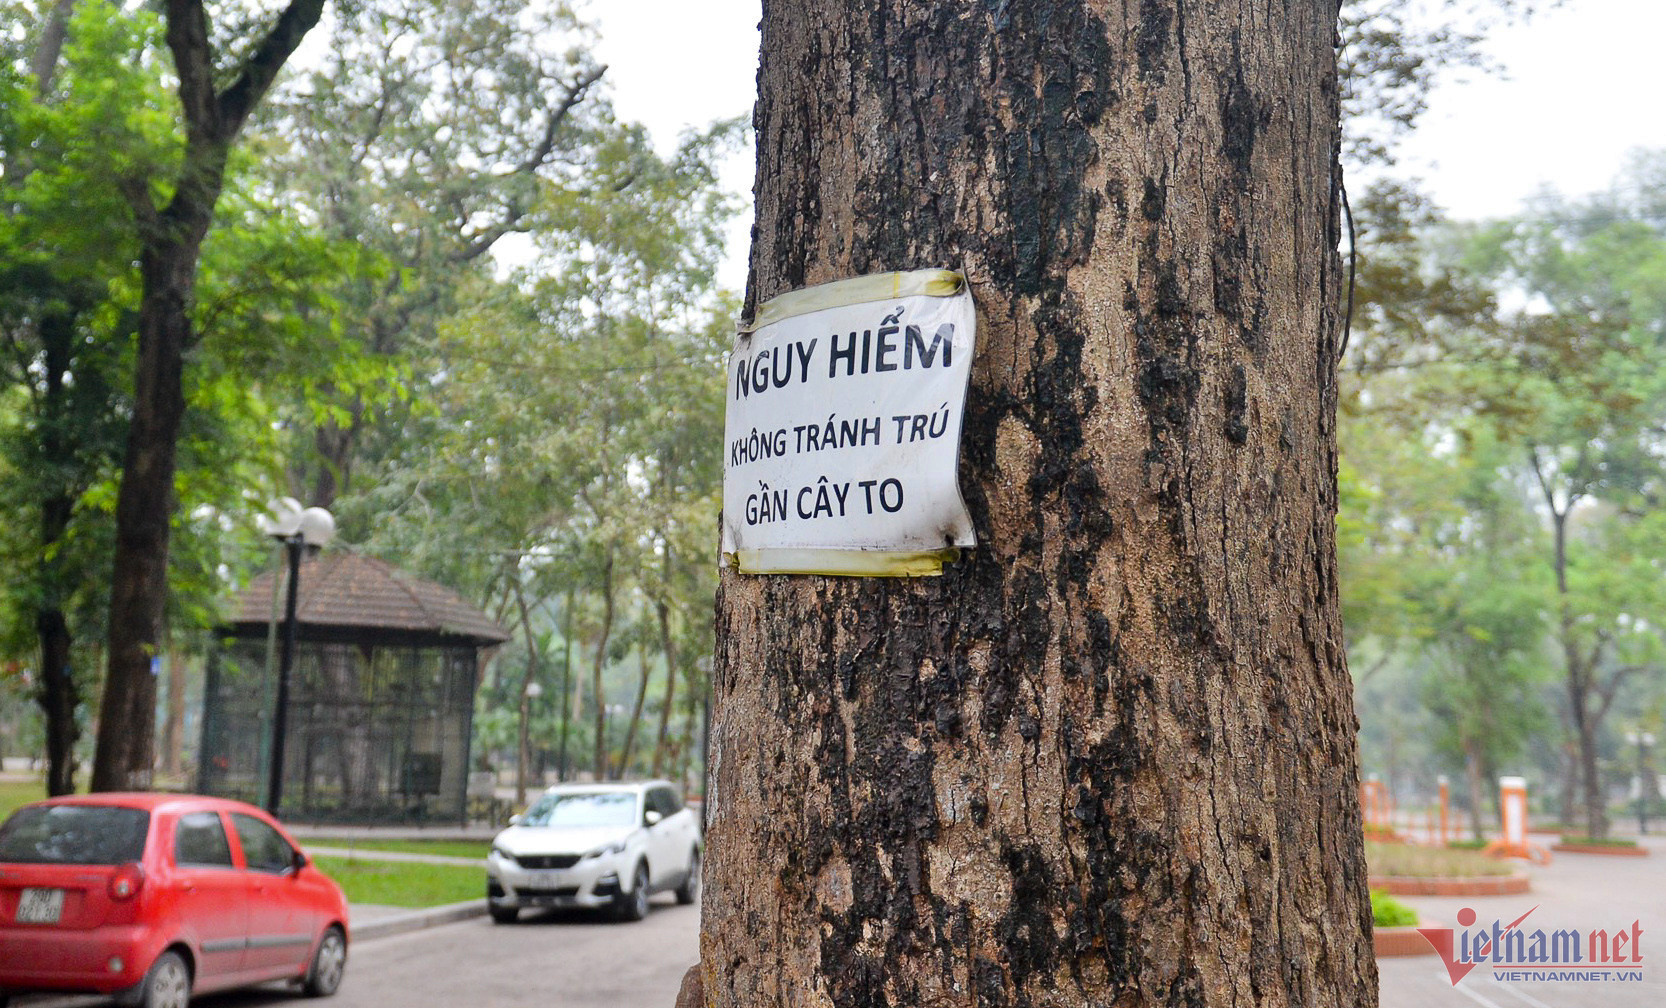 NGUY HIỂM
KHÔNG TRÁNH TRÚ
GẦN CÂY TO
Vietnamnet
VIETNAMNET.VN